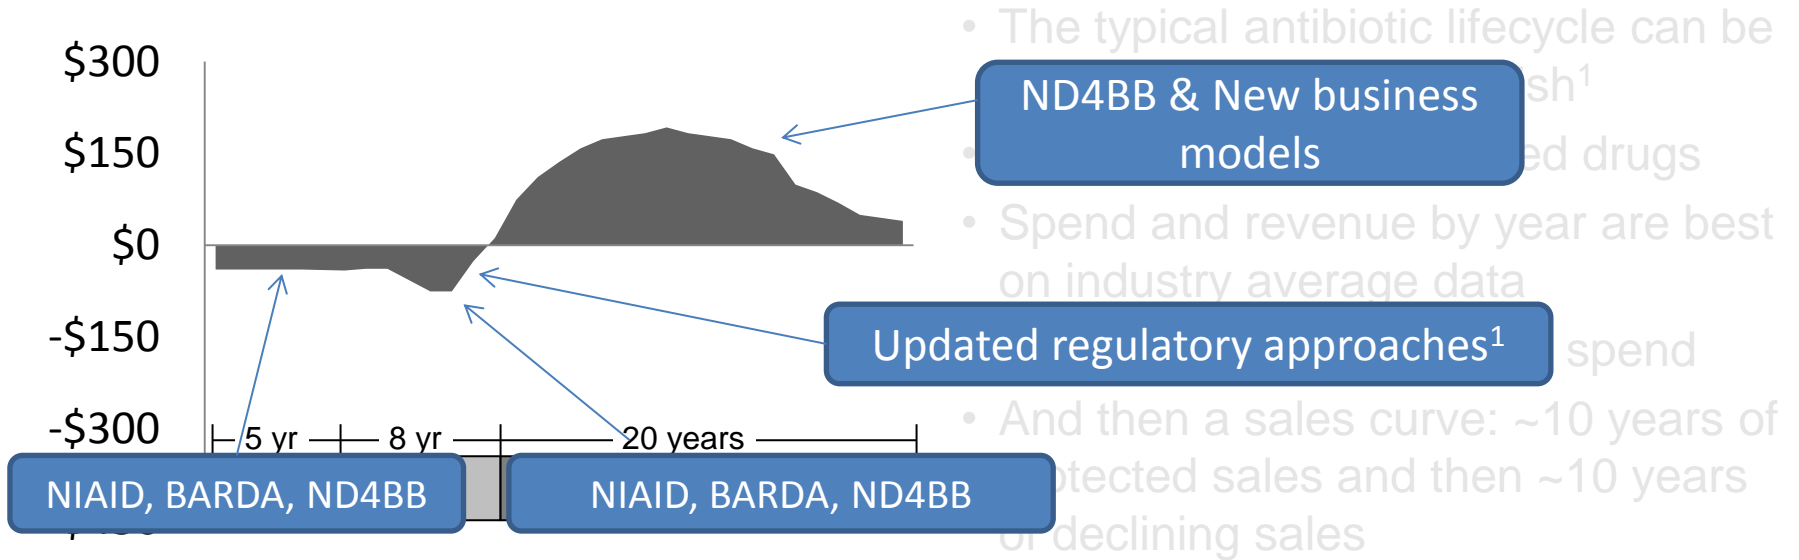 $300
$150
$0
-$150
-$300
5 yr
8 yr
20 years
NIAID, BARDA, ND4BB
NIAID, BARDA, ND4BB
ND4BB & New business
models
Updated regulatory approaches¹
• The typical antibiotic lifecycle can be
¹
• drugs
• Spend and revenue by year are best
on industry average data
spend
• And then a sales curve: ~10 years of
sales and then ~10 years
declining sales